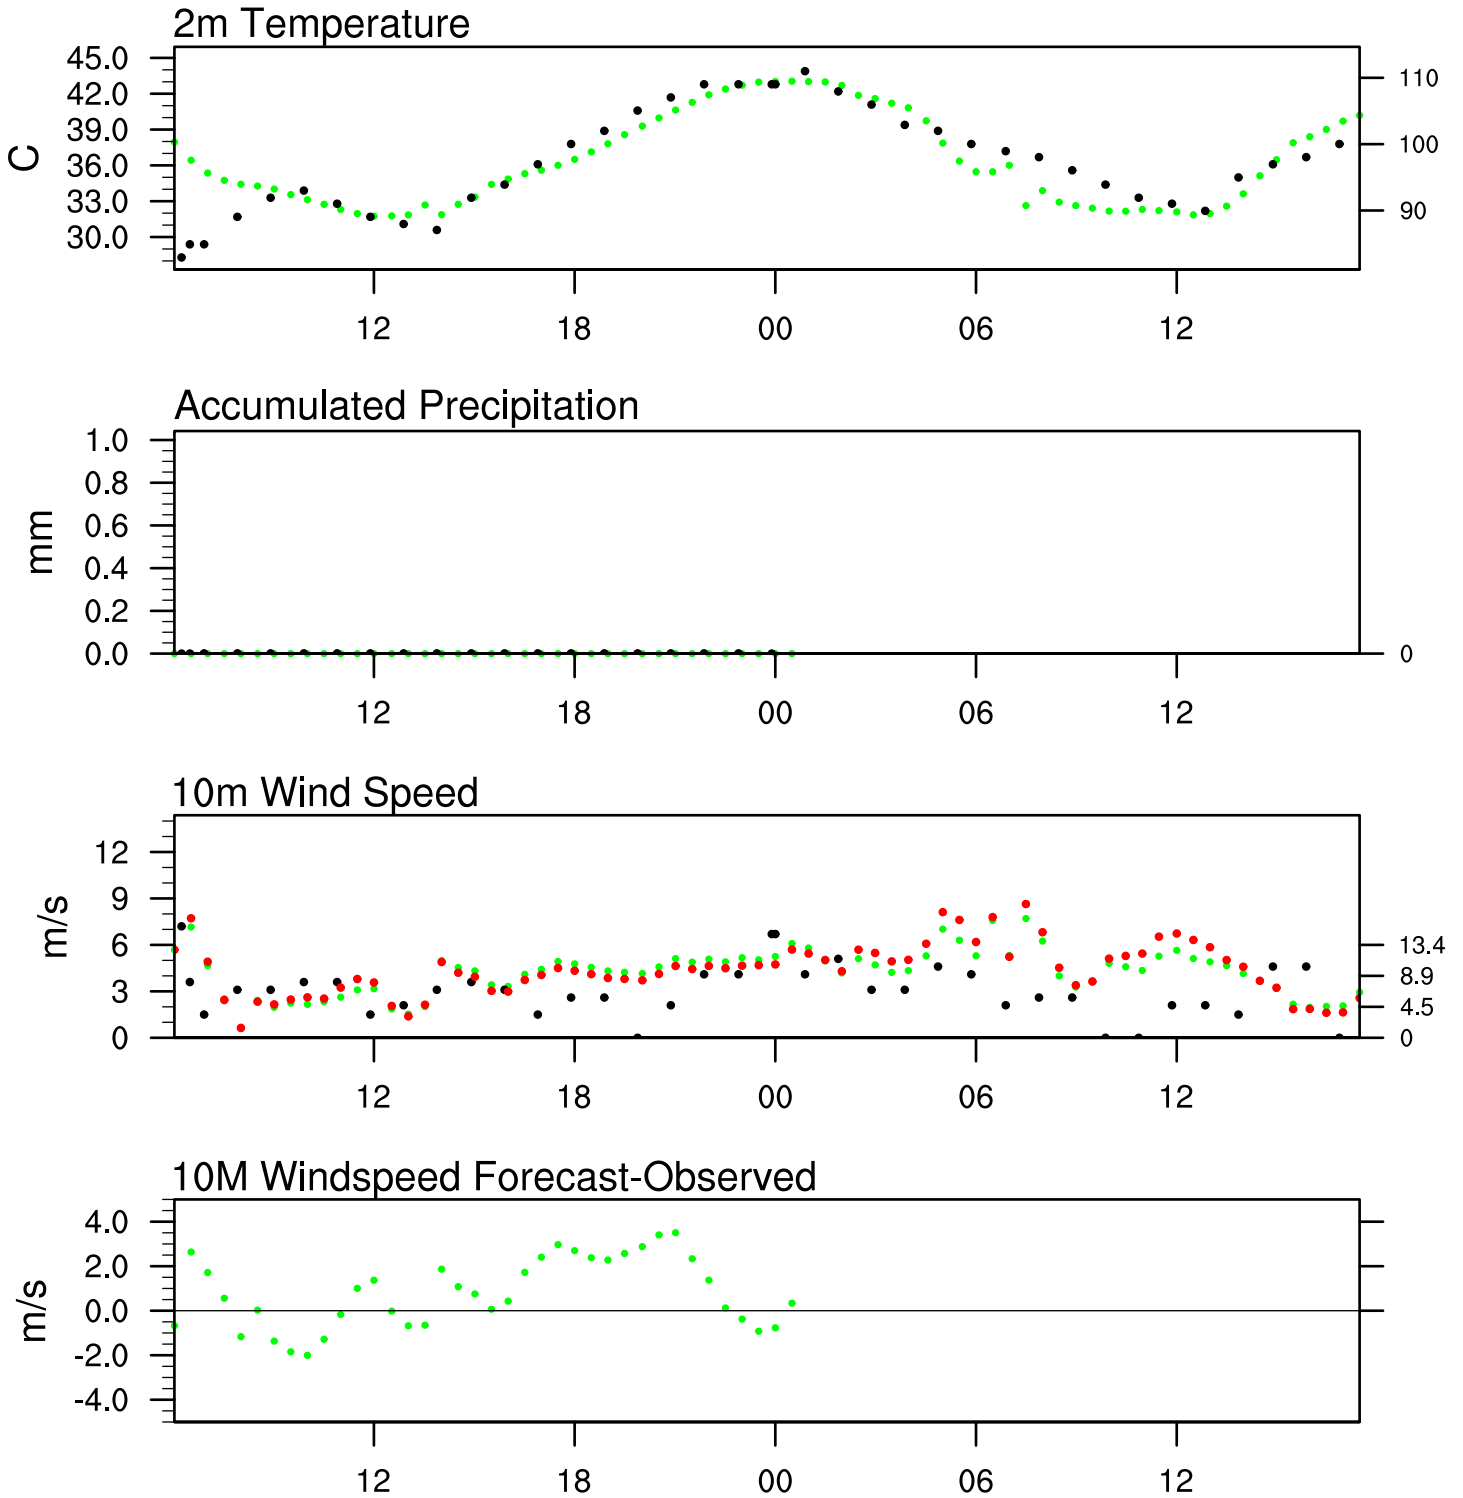 2m Temperature
45.0
42.0
39.0
36.0
33.0
30.0
C
110
100
90
12 18 00 06 12
Accumulated Precipitation
1.0
0.8
0.6
0.4
0.2
0.0
mm
0
12 18 00 06 12
10m Wind Speed
12
9
6
3
0
m/s
13.4
8.9
4.5
0
12 18 00 06 12
10M Windspeed Forecast-Observed
4.0
2.0
0.0
-2.0
-4.0
m/s
12 18 00 06 12